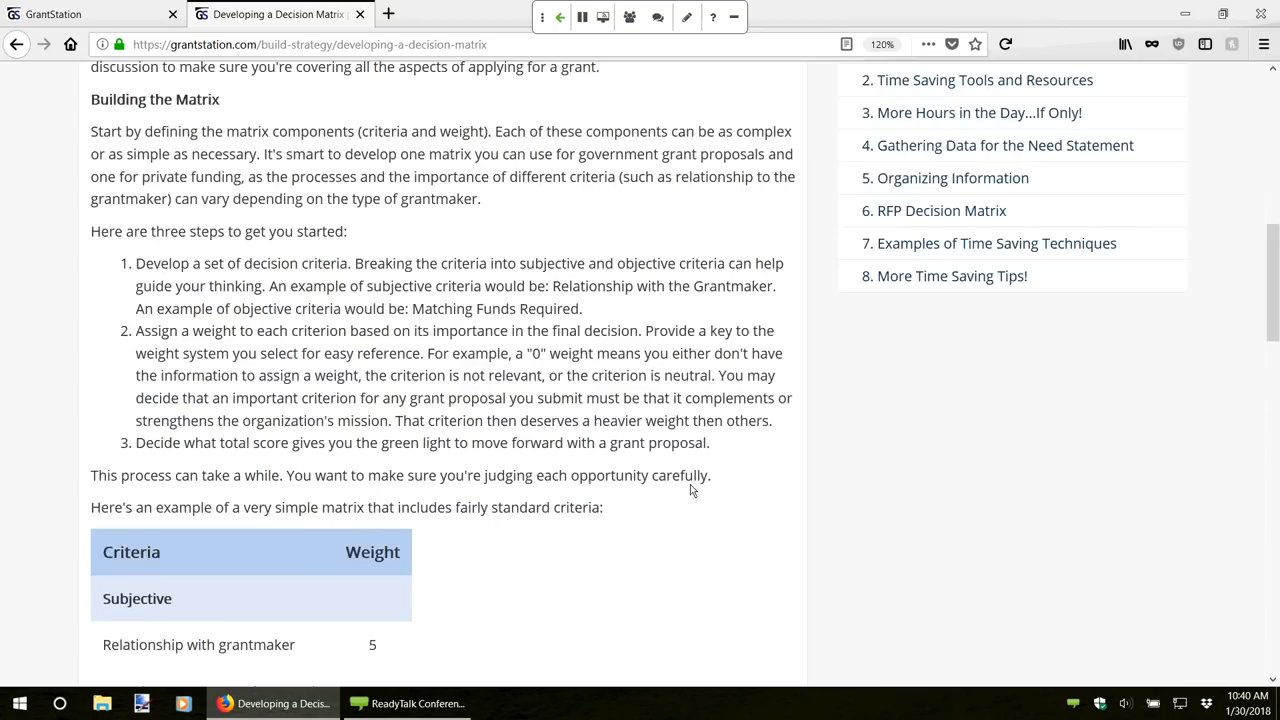 GrantStation
Developing a Decision Matrix
https://grantstation.com/build-strategy/developing-a-decision-matrix
120%
discussion to make sure you're covering all the aspects of applying for a grant.
Building the Matrix
Start by defining the matrix components (criteria and weight). Each of these components can be as complex
or as simple as necessary. It's smart to develop one matrix you can use for government grant proposals and
one for private funding, as the processes and the importance of different criteria (such as relationship to the
grantmaker) can vary depending on the type of grantmaker.
Here are three steps to get you started:
1. Develop a set of decision criteria. Breaking the criteria into subjective and objective criteria can help
guide your thinking. An example of subjective criteria would be: Relationship with the Grantmaker.
An example of objective criteria would be: Matching Funds Required.
2. Assign a weight to each criterion based on its importance in the final decision. Provide a key to the
weight system you select for easy reference. For example, a "0" weight means you either don't have
the information to assign a weight, the criterion is not relevant, or the criterion is neutral. You may
decide that an important criterion for any grant proposal you submit must be that it complements or
strengthens the organization's mission. That criterion then deserves a heavier weight then others.
3. Decide what total score gives you the green light to move forward with a grant proposal.
This process can take a while. You want to make sure you're judging each opportunity carefully.
Here's an example of a very simple matrix that includes fairly standard criteria:
Criteria Weight
Subjective
Relationship with grantmaker 5
2. Time Saving Tools and Resources
3. More Hours in the Day...If Only!
4. Gathering Data for the Need Statement
5. Organizing Information
6. RFP Decision Matrix
7. Examples of Time Saving Techniques
8. More Time Saving Tips!
Developing a Decis...
ReadyTalk Conferen...
10:40 AM
1/30/2018